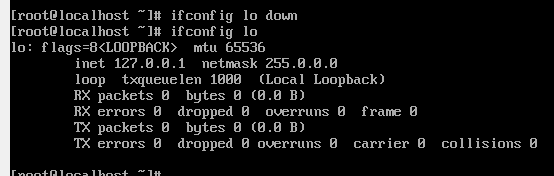 [root@localhost ~]# ifconfig lo down
[root@localhost ~]# ifconfig lo
lo: flags=8<LOOPBACK>  mtu 65536
        inet 127.0.0.1  netmask 255.0.0.0
        loop  txqueuelen 1000  (Local Loopback)
        RX packets 0  bytes 0 (0.0 B)
        RX errors 0  dropped 0  overruns 0  frame 0
        TX packets 0  bytes 0 (0.0 B)
        TX errors 0  dropped 0 overruns 0  carrier 0  collisions 0

[root@localhost ~]#